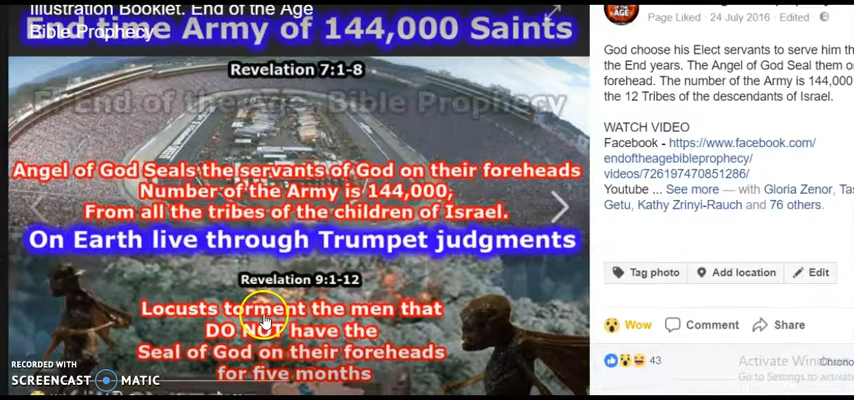 Illustration Booklet. End of the Age
Bible Prophecy
End time Army of 144,000 Saints
Revelation 7:1-8
End of the Age. Bible Prophecy
Angel of God Seals the servants of God on their foreheads
Number of the Army is 144,000,
From all the tribes of the children of Israel.
On Earth live through Trumpet judgments
Revelation 9:1-12
Locusts torment the men that
DO NOT have the
Seal of God on their foreheads
for five months
RECORDED WITH
SCREENCAST MATIC
AGE
Page Liked · 24 July 2016 · Edited
God choose his Elect servants to serve him th
the End years. The Angel of God Seal them o
forehead. The number of the Army is 144,000
the 12 Tribes of the descendants of Israel.
WATCH VIDEO
Facebook - https://www.facebook.com/
endoftheagebibleprophecy/
videos/726197470851286/
Youtube ... See more — with Gloria Zenor, Tas
Getu, Kathy Zrinyi-Rauch and 76 others.
Tag photo
Add location
Edit
Wow
Comment
Share
43
Activate Win
Chrono
Go to Settings to activate